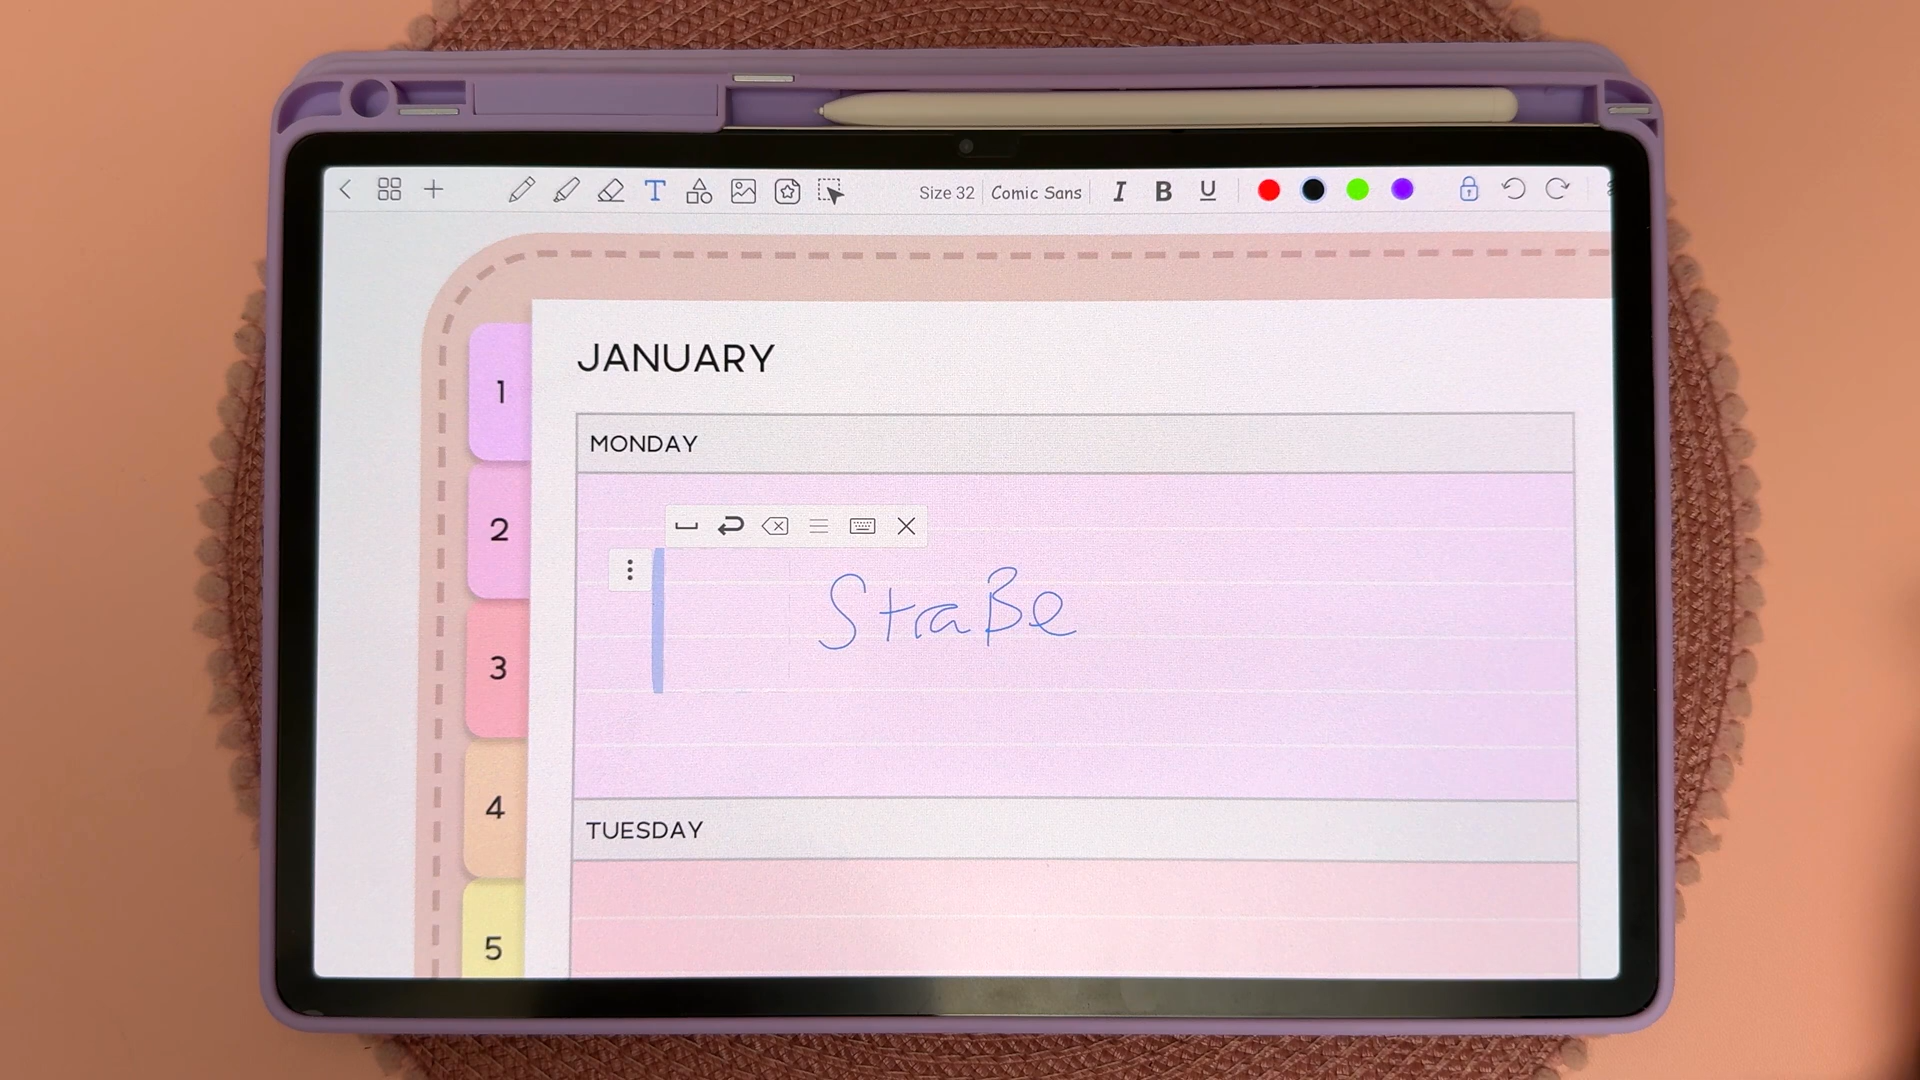 Size 32 Comic Sans I B U
JANUARY
1
MONDAY
2
Straße
3
4
TUESDAY
5